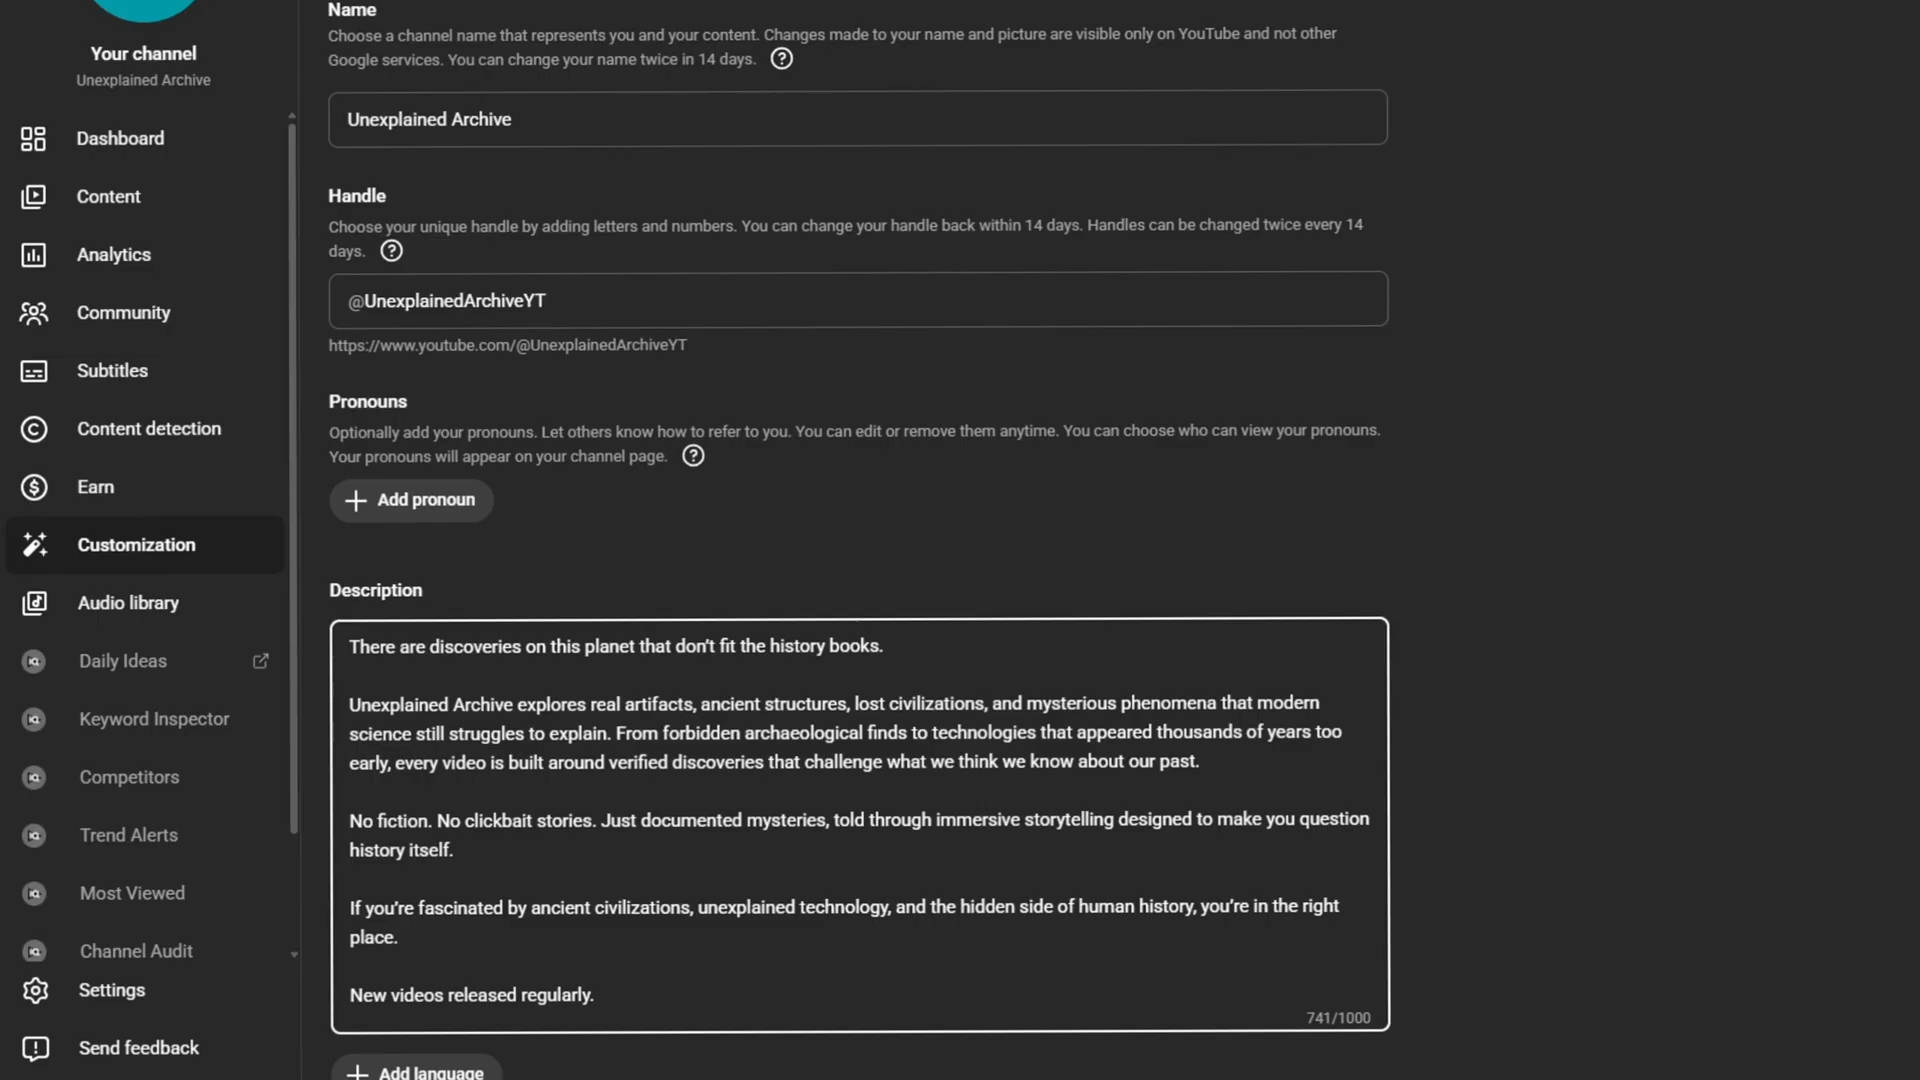 Your channel
Unexplained Archive
Dashboard
Content
Analytics
Community
Subtitles
Content detection
Earn
Customization
Audio library
Daily Ideas
Keyword Inspector
Competitors
Trend Alerts
Most Viewed
Channel Audit
Settings
Send feedback
Name
Choose a channel name that represents you and your content. Changes made to your name and picture are visible only on YouTube and not other
Google services. You can change your name twice in 14 days.
Unexplained Archive
Handle
Choose your unique handle by adding letters and numbers. You can change your handle back within 14 days. Handles can be changed twice every 14
days.
@UnexplainedArchiveYT
https://www.youtube.com/@UnexplainedArchiveYT
Pronouns
Optionally add your pronouns. Let others know how to refer to you. You can edit or remove them anytime. You can choose who can view your pronouns.
Your pronouns will appear on your channel page.
Add pronoun
Description
There are discoveries on this planet that don't fit the history books.
Unexplained Archive explores real artifacts, ancient structures, lost civilizations, and mysterious phenomena that modern
science still struggles to explain. From forbidden archaeological finds to technologies that appeared thousands of years too
early, every video is built around verified discoveries that challenge what we think we know about our past.
No fiction. No clickbait stories. Just documented mysteries, told through immersive storytelling designed to make you question
history itself.
If you're fascinated by ancient civilizations, unexplained technology, and the hidden side of human history, you're in the right
place.
New videos released regularly.
741/1000
Add language